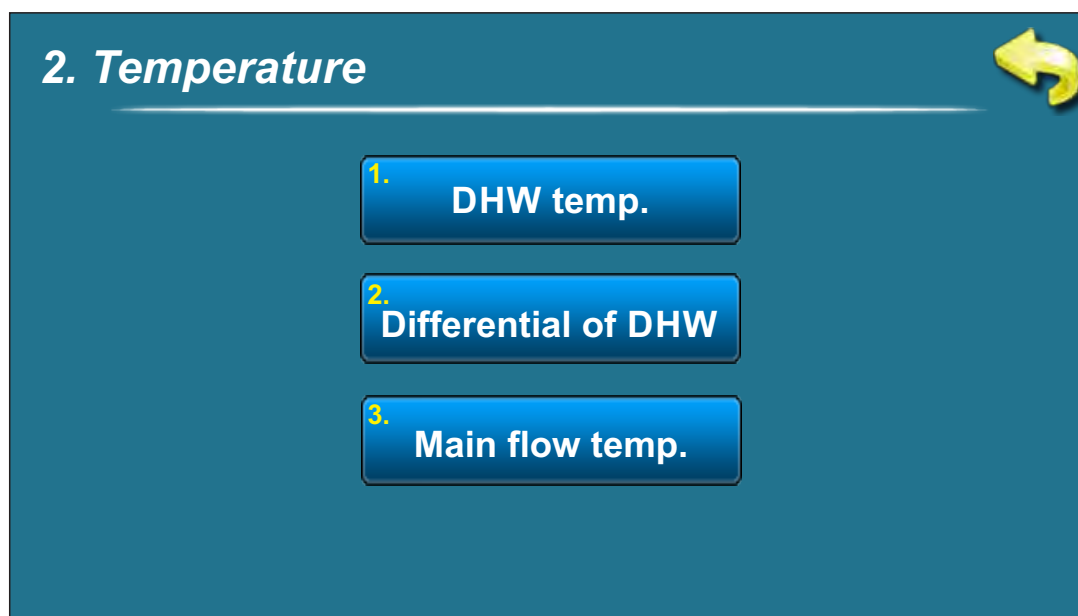 2. Temperature
1.
DHW temp.
2.
Differential of DHW
3.
Main flow temp.